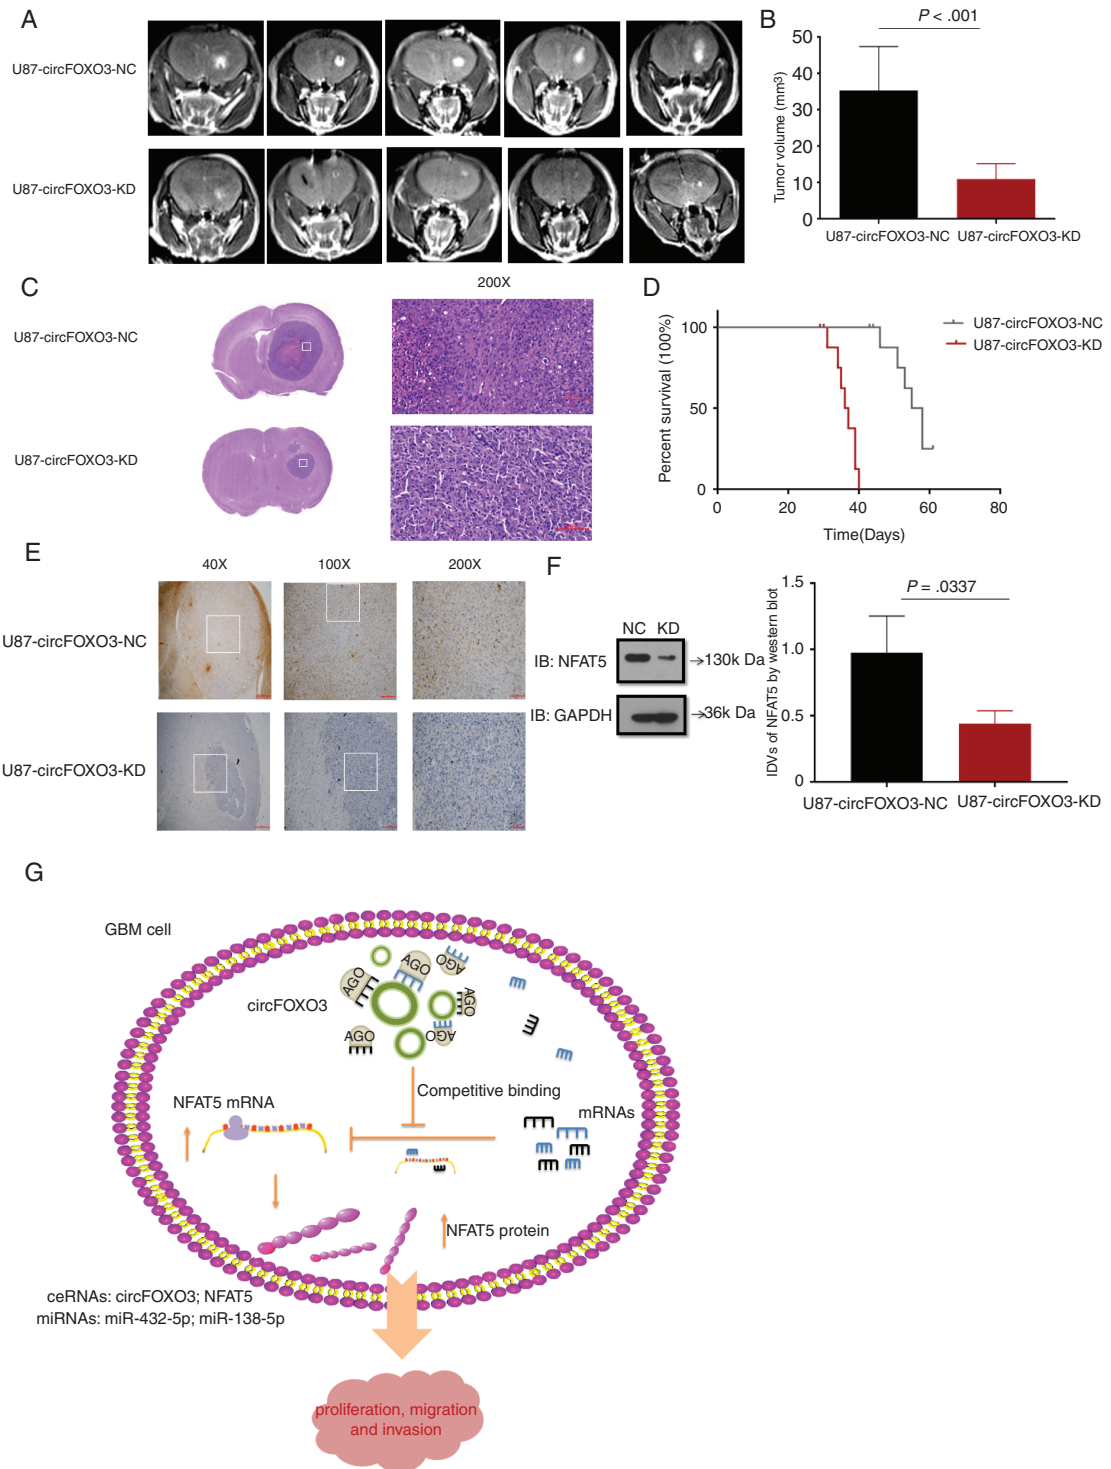 A
U87-circFOXO3-NC
U87-circFOXO3-KD
B
P < .001
Tumor volume (mm³)
50
40
30
20
10
0
U87-circFOXO3-NC
U87-circFOXO3-KD
C
200X
U87-circFOXO3-NC
U87-circFOXO3-KD
D
Percent survival (100%)
100
50
0
0
20
40
60
80
Time(Days)
U87-circFOXO3-NC
U87-circFOXO3-KD
E
40X
100X
200X
U87-circFOXO3-NC
U87-circFOXO3-KD
F
NC KD
IB: NFAT5
130k Da
IB: GAPDH
36k Da
P = .0337
IDVs of NFAT5 by western blot
1.5
1.0
0.5
0
U87-circFOXO3-NC
U87-circFOXO3-KD
G
GBM cell
circFOXO3
AGO
AGO
AGO
AGO
AGO
AGO
Competitive binding
NFAT5 mRNA
mRNAs
NFAT5 protein
ceRNAs: circFOXO3; NFAT5
miRNAs: miR-432-5p; miR-138-5p
proliferation, migration
and invasion